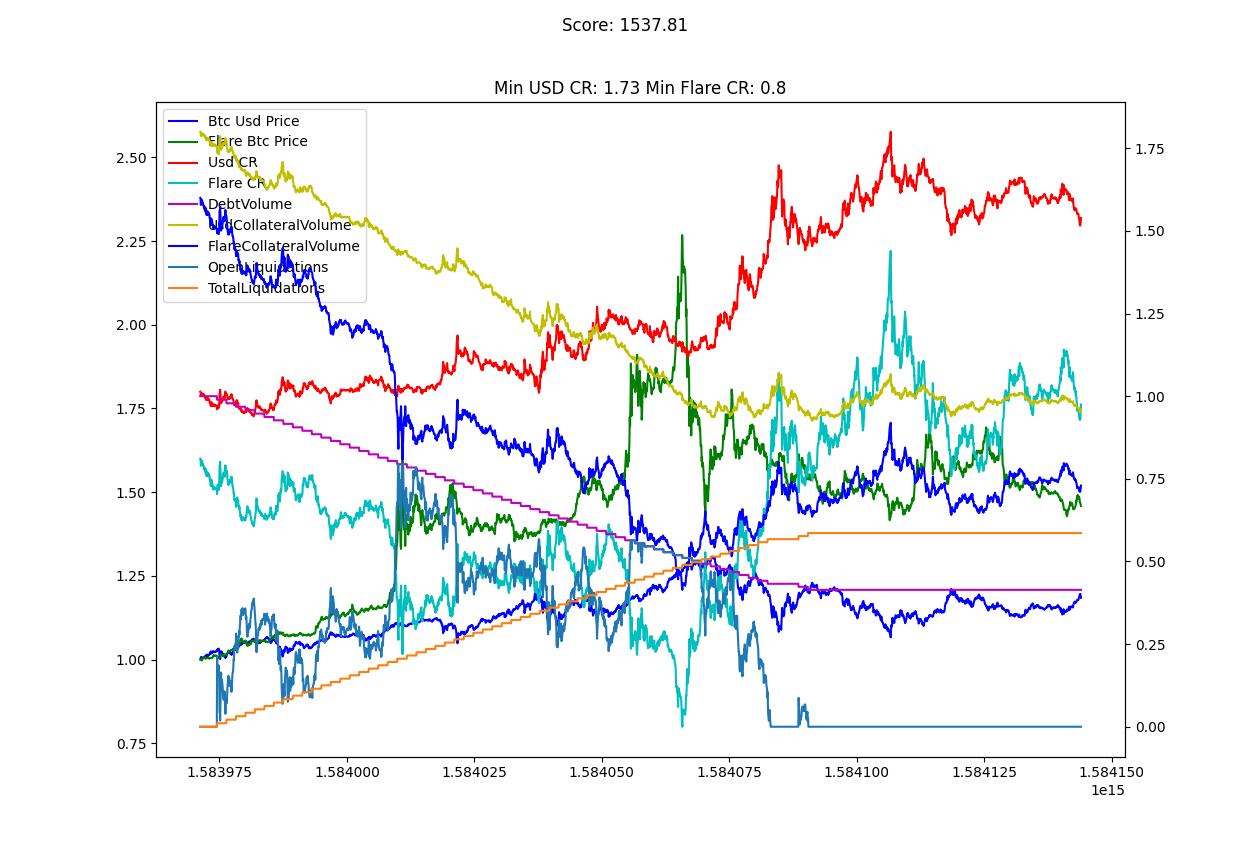 Score: 1537.81
Min USD CR: 1.73 Min Flare CR: 0.8
Btc Usd Price
Flare Btc Price
Usd CR
Flare CR
DebtVolume
UsdCollateralVolume
FlareCollateralVolume
OpenLiquidations
TotalLiquidations
2.50
2.25
2.00
1.75
1.50
1.25
1.00
0.75
1.75
1.50
1.25
1.00
0.75
0.50
0.25
0.00
1.583975 1.584000 1.584025 1.584050 1.584075 1.584100 1.584125 1.584150
1e15